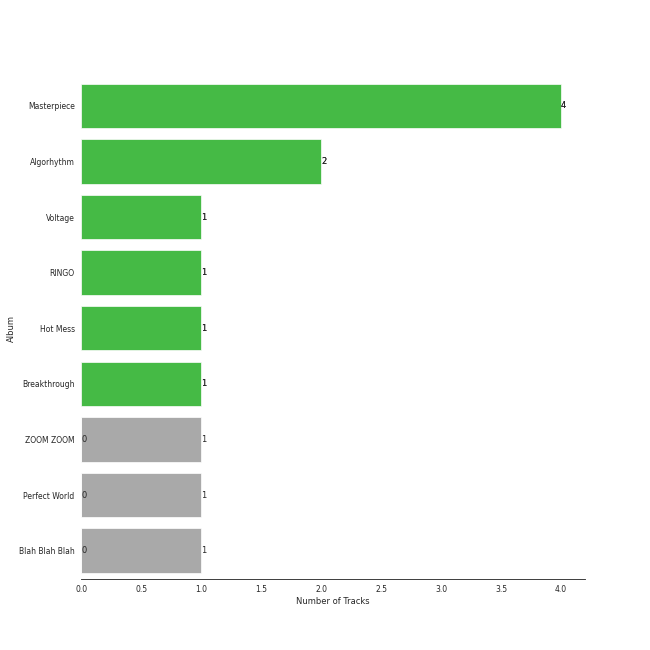 Masterpiece 4
Algorhythm 2
Voltage 1
RINGO 1
Hot Mess 1
Breakthrough 1
ZOOM ZOOM 0 1
Perfect World 0 1
Blah Blah Blah 0 1
Album
0.0 0.5 1.0 1.5 2.0 2.5 3.0 3.5 4.0
Number of Tracks